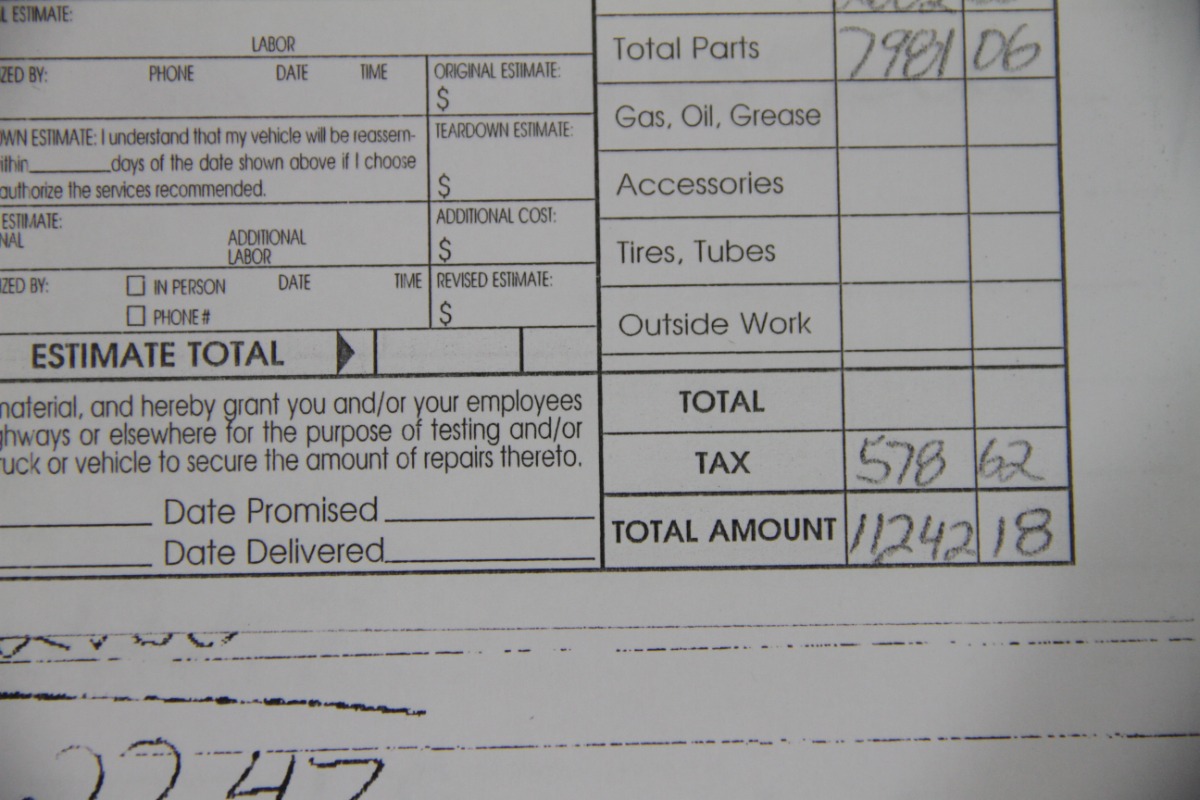 L ESTIMATE:
LABOR
ZED BY: PHONE DATE TIME
ORIGINAL ESTIMATE:
$
WN ESTIMATE: I understand that my vehicle will be reassem-
ithin________days of the date shown above if I choose
authorize the services recommended.
TEARDOWN ESTIMATE:
$
ESTIMATE:
NAL ADDITIONAL
LABOR
ADDITIONAL COST:
$
ZED BY: ☐ IN PERSON DATE TIME
☐ PHONE #
REVISED ESTIMATE:
$
ESTIMATE TOTAL
material, and hereby grant you and/or your employees
ghways or elsewhere for the purpose of testing and/or
ruck or vehicle to secure the amount of repairs thereto.
Date Promised
Date Delivered
Total Parts 7981 06
Gas, Oil, Grease
Accessories
Tires, Tubes
Outside Work
TOTAL
TAX 578 62
TOTAL AMOUNT 11242 18